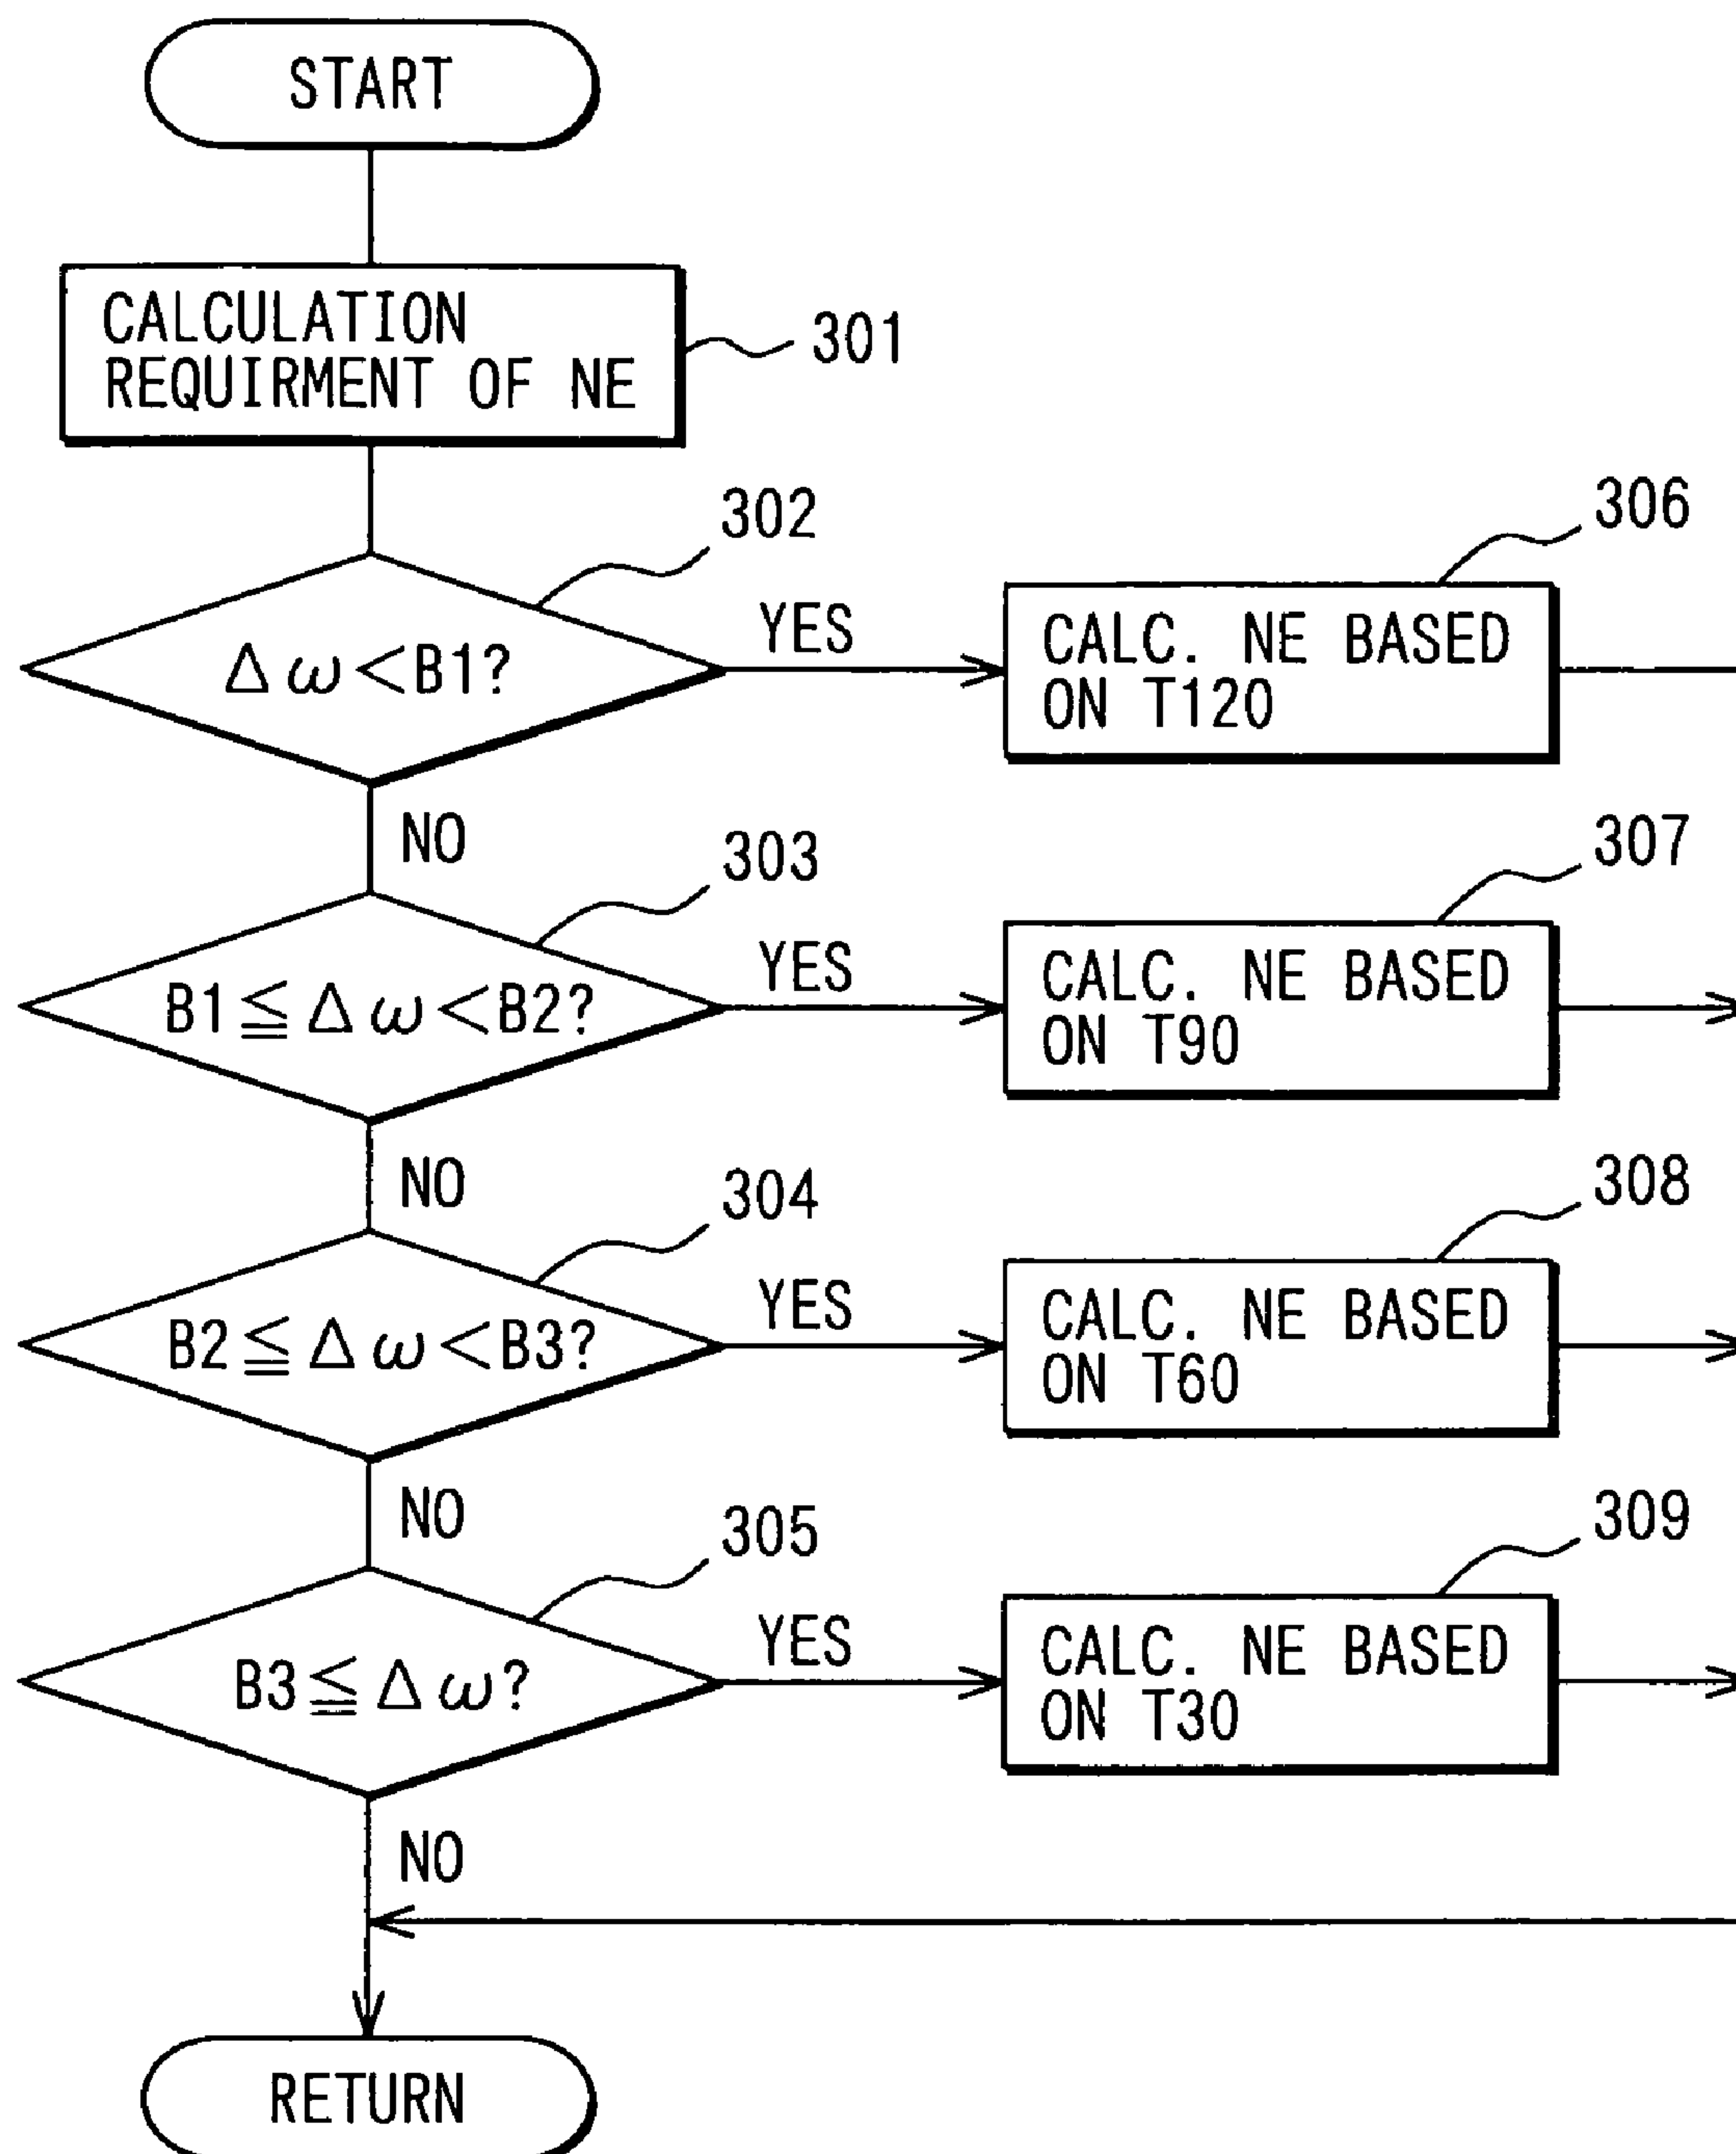 START
CALCULATION
REQUIRMENT OF NE
301
302
Δω<B1?
YES
306
CALC. NE BASED
ON T120
NO
303
B1≦Δω<B2?
YES
307
CALC. NE BASED
ON T90
NO
304
B2≦Δω<B3?
YES
308
CALC. NE BASED
ON T60
NO
305
B3≦Δω?
YES
309
CALC. NE BASED
ON T30
NO
RETURN